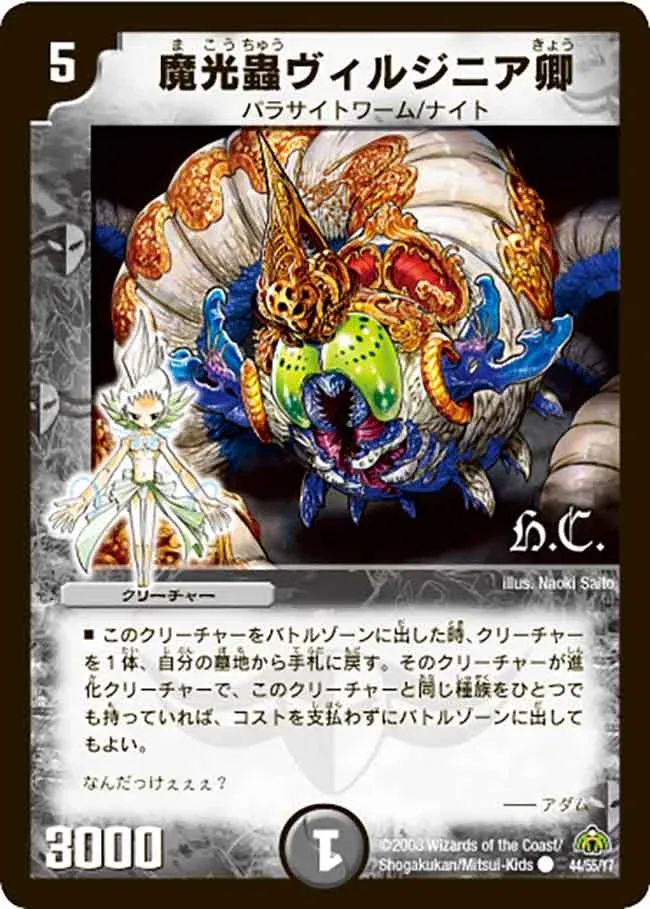 5
ま こうちゅう きょう
魔光蟲ヴィルジニア卿
パラサイトワーム/ナイト
h.C.
illus. Naoki Saito
クリーチャー
■ このクリーチャーをバトルゾーンに出した時、クリーチャー
を1体、自分の墓地から手札に戻す。そのクリーチャーが進
化クリーチャーで、このクリーチャーと同じ種族をひとつで
も持っていれば、コストを支払わずにバトルゾーンに出して
もよい。
なんだっけぇぇぇ?
── アダム
3000
1
©2008 Wizards of the Coast/
Shogakukan/Mitsui-Kids
44/55/Y7